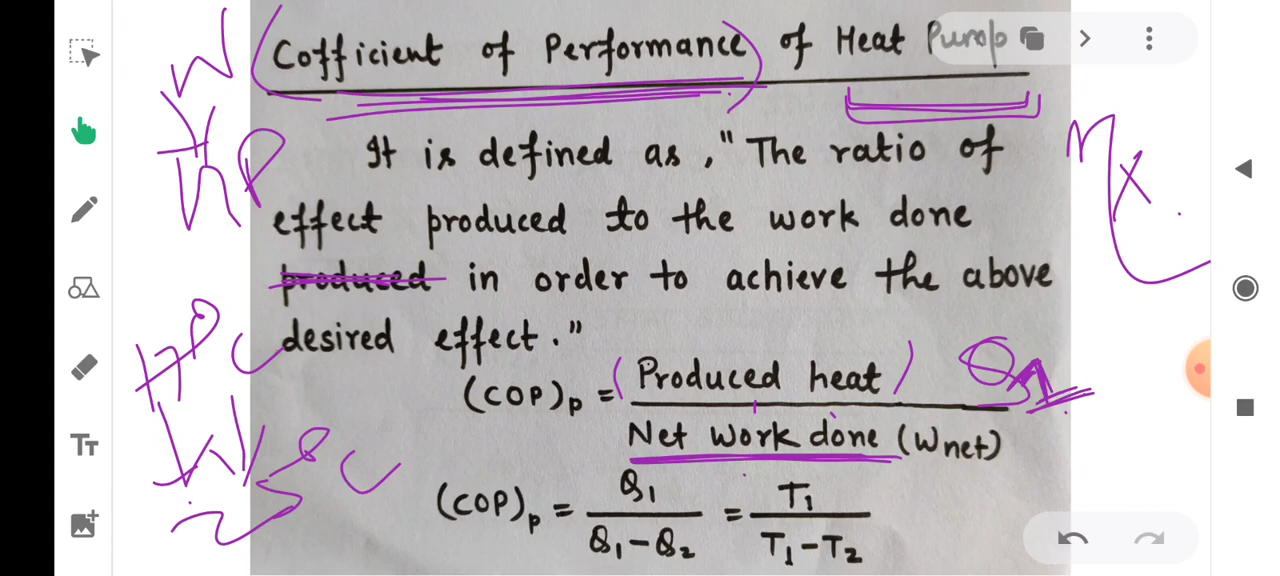 (Cofficient of Performance) of Heat Pump
It is defined as, "The ratio of
effect produced to the work done
produced in order to achieve the above
desired effect."
(COP)p = (Produced heat) / Net work done (Wnet)
(COP)p = Q1 / Q1 - Q2 = T1 / T1 - T2
Tт